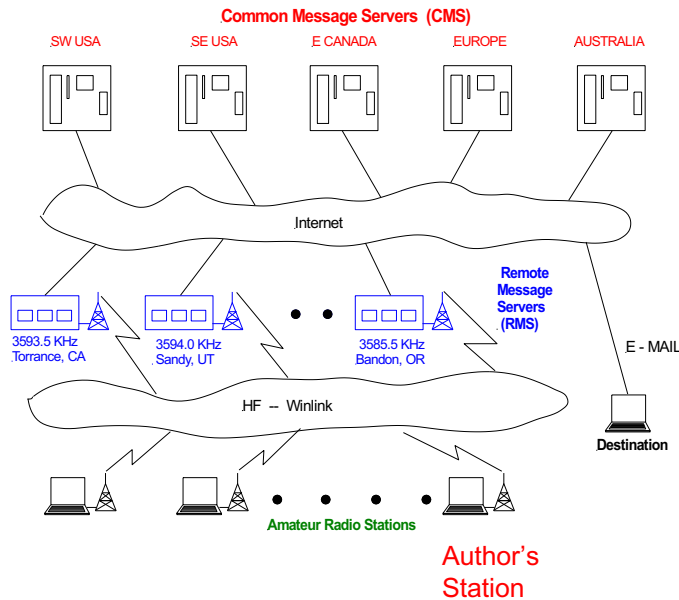 Common Message Servers (CMS)
SW USA
SE USA
E CANADA
EUROPE
AUSTRALIA
Internet
Remote
Message
Servers
(RMS)
3593.5 KHz
Torrance, CA
3594.0 KHz
Sandy, UT
3585.5 KHz
Bandon, OR
E - MAIL
HF -- Winlink
Destination
Amateur Radio Stations
Author's
Station